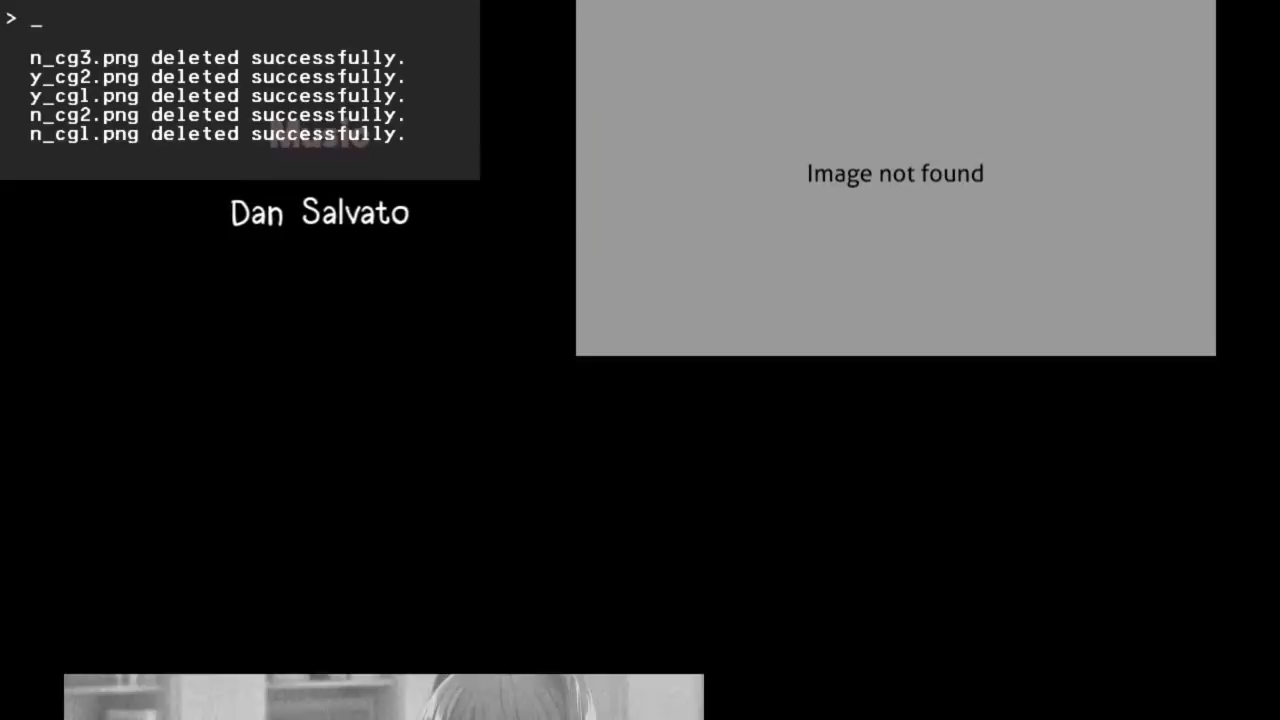 > _
n_cg3.png deleted successfully.
y_cg2.png deleted successfully.
y_cg1.png deleted successfully.
n_cg2.png deleted successfully.
n_cg1.png deleted successfully.
Music
Dan Salvato
Image not found